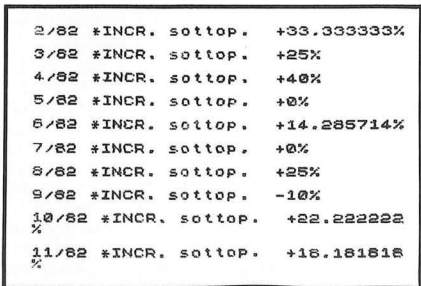 2/82 *INCR. sottop. +33.333333%
3/82 *INCR. sottop. +25%
4/82 *INCR. sottop. +40%
5/82 *INCR. sottop. +0%
6/82 *INCR. sottop. +14.285714%
7/82 *INCR. sottop. +0%
8/82 *INCR. sottop. +25%
9/82 *INCR. sottop. -10%
10/82 *INCR. sottop. +22.222222
%
11/82 *INCR. sottop. +18.181818
%